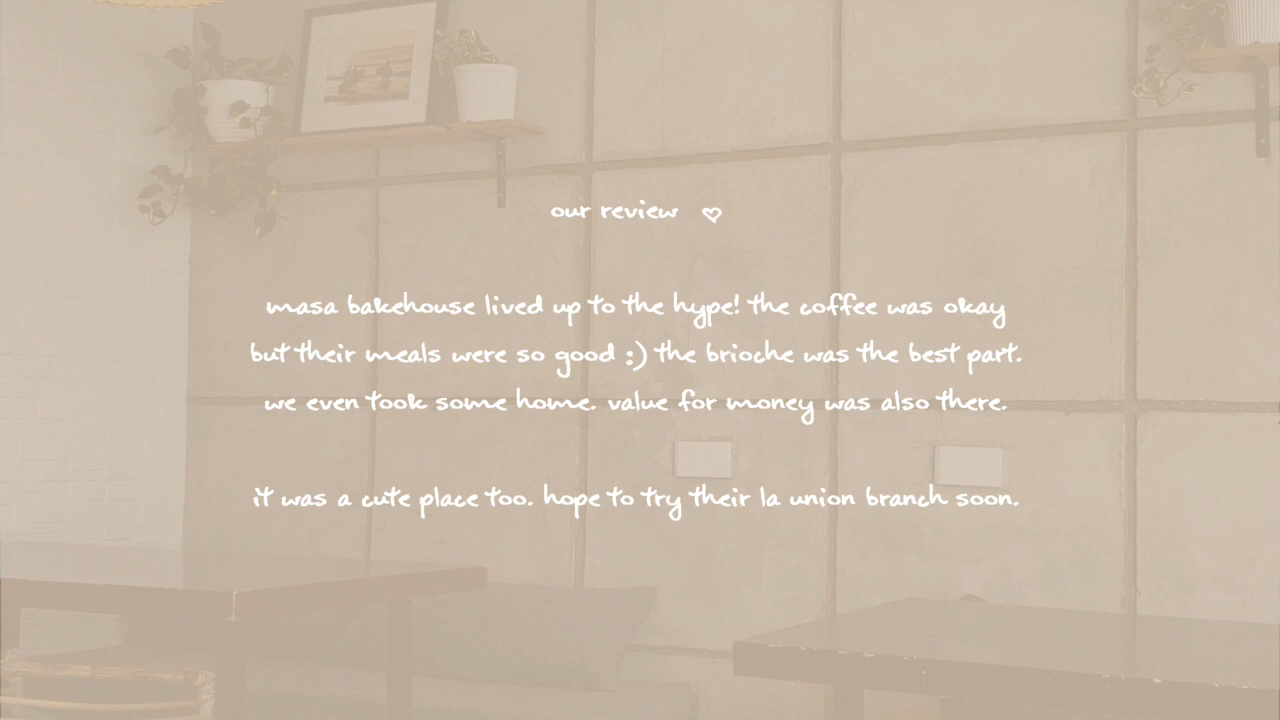 our review ♡
masa bakehouse lived up to the hype! the coffee was okay
but their meals were so good :) the brioche was the best part.
we even took some home. value for money was also there.
it was a cute place too. hope to try their la union branch soon.